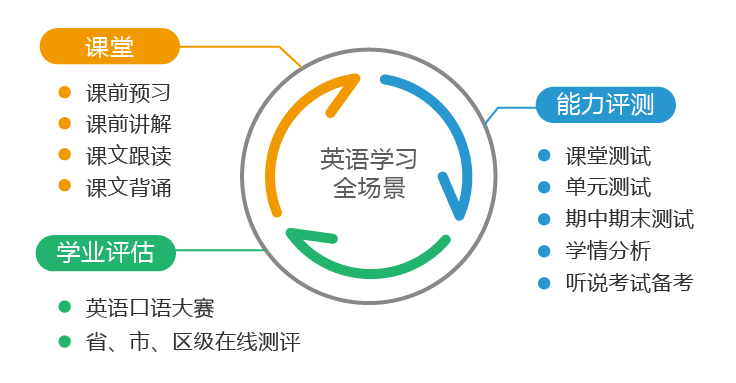 课堂
课前预习
课前讲解
课文跟读
课文背诵
英语学习
全场景
能力评测
课堂测试
单元测试
期中期末测试
学情分析
听说考试备考
学业评估
英语口语大赛
省、市、区级在线测评